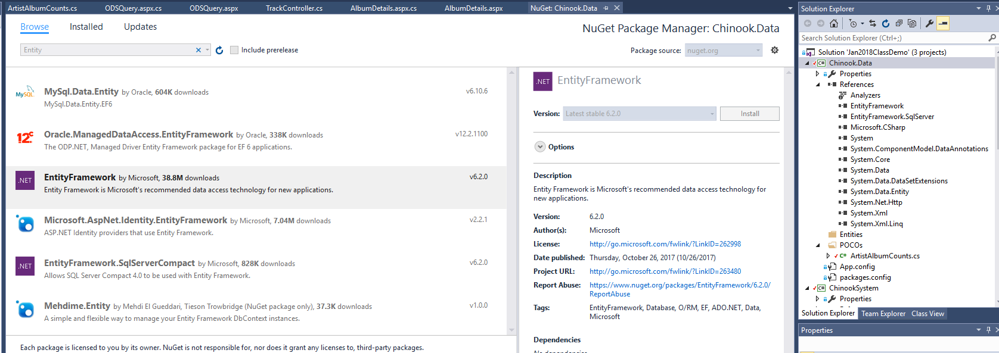 ArtistAlbumCounts.cs ODSQuery.aspx.cs ODSQuery.aspx TrackController.cs AlbumDetails.aspx.cs AlbumDetails.aspx NuGet: Chinook.Data
Browse Installed Updates
NuGet Package Manager: Chinook.Data
Entity
Include prerelease
Package source: nuget.org
MySQL
MySql.Data.Entity by Oracle, 604K downloads v6.10.6
MySql.Data.Entity.EF6
12c
Oracle.ManagedDataAccess.EntityFramework by Oracle, 338K downloads v12.2.1100
The ODP.NET, Managed Driver Entity Framework package for EF 6 applications.
.NET
EntityFramework by Microsoft, 38.8M downloads v6.2.0
Entity Framework is Microsoft's recommended data access technology for new applications.
Microsoft.AspNet.Identity.EntityFramework by Microsoft, 7.04M downloads v2.2.1
ASP.NET Identity providers that use Entity Framework.
.NET
EntityFramework.SqlServerCompact by Microsoft, 828K downloads v6.2.0
Allows SQL Server Compact 4.0 to be used with Entity Framework.
Mehdime.Entity by Mehdi El Gueddari, Tieson Trowbridge (NuGet package only), 37.3K downloads v1.0.0
A simple and flexible way to manage your Entity Framework DbContext instances.
Each package is licensed to you by its owner. NuGet is not responsible for, nor does it grant any licenses to, third-party packages.
.NET
EntityFramework
Version: Latest stable 6.2.0 Install
Options
Description
Entity Framework is Microsoft's recommended data access technology for
new applications.
Version: 6.2.0
Author(s): Microsoft
License: http://go.microsoft.com/fwlink/?LinkID=262998
Date published: Thursday, October 26, 2017 (10/26/2017)
Project URL: http://go.microsoft.com/fwlink/?LinkID=263480
Report Abuse: https://www.nuget.org/packages/EntityFramework/6.2.0/
ReportAbuse
Tags: EntityFramework, Database, O/RM, EF, ADO.NET, Data,
Microsoft
Dependencies
No dependencies
Solution Explorer
Search Solution Explorer (Ctrl+;)
Solution 'Jan2018ClassDemo' (3 projects)
C# Chinook.Data
Properties
References
Analyzers
EntityFramework
EntityFramework.SqlServer
Microsoft.CSharp
System
System.ComponentModel.DataAnnotations
System.Core
System.Data
System.Data.DataSetExtensions
System.Data.Entity
System.Net.Http
System.Xml
System.Xml.Linq
Entities
POCOs
C# ArtistAlbumCounts.cs
App.config
packages.config
C# ChinookSystem
Properties
Solution Explorer Team Explorer Class View
Properties